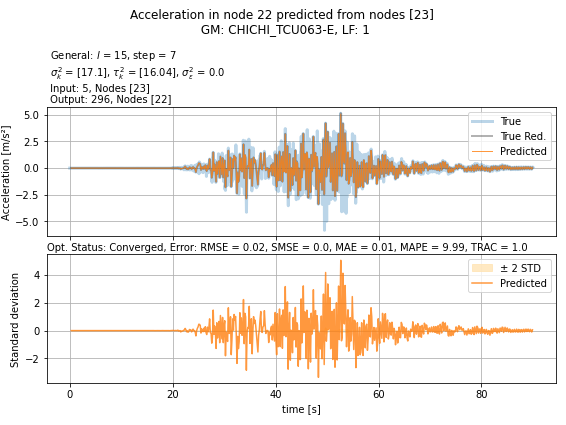 Acceleration in node 22 predicted from nodes [23]
GM: CHICHI_TCU063-E, LF: 1
General: l = 15, step = 7
σ²ₖ = [17.1], τ²ₖ = [16.04], σ²ε = 0.0
Input: 5, Nodes [23]
Output: 296, Nodes [22]
Acceleration [m/s²]
5.0
2.5
0.0
−2.5
−5.0
True
True Red.
Predicted
Opt. Status: Converged, Error: RMSE = 0.02, SMSE = 0.0, MAE = 0.01, MAPE = 9.99, TRAC = 1.0
Standard deviation
4
2
0
−2
± 2 STD
Predicted
0 20 40 60 80
time [s]